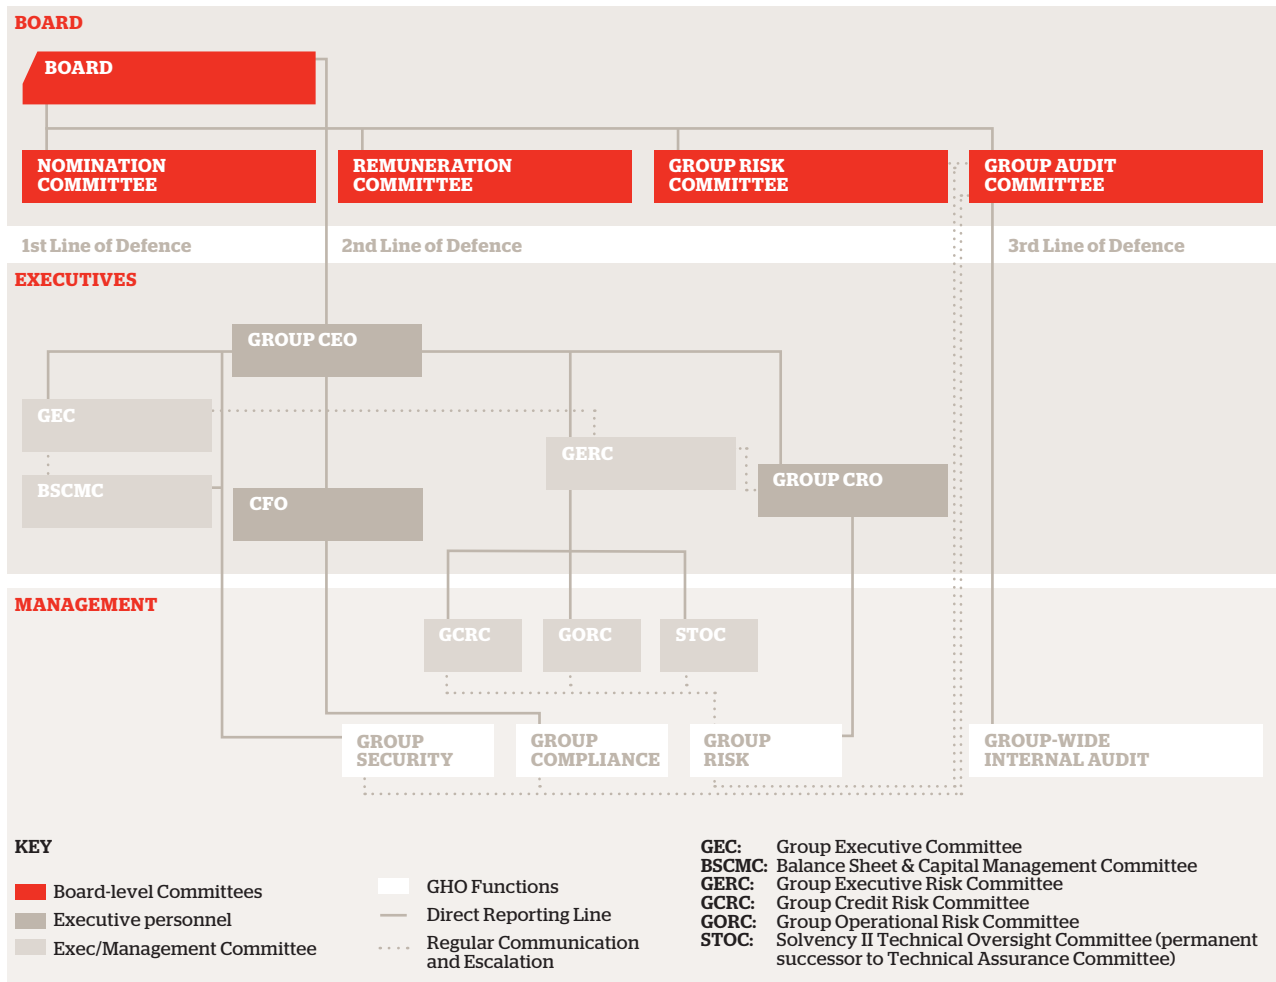 BOARD
BOARD
NOMINATION
COMMITTEE
REMUNERATION
COMMITTEE
GROUP RISK
COMMITTEE
GROUP AUDIT
COMMITTEE
1st Line of Defence
2nd Line of Defence
3rd Line of Defence
EXECUTIVES
GROUP CEO
GEC
GERC
GROUP CRO
BSCMC
CFO
MANAGEMENT
GCRC
GORC
STOC
GROUP
SECURITY
GROUP
COMPLIANCE
GROUP
RISK
GROUP-WIDE
INTERNAL AUDIT
KEY
Board-level Committees
Executive personnel
Exec/Management Committee
GHO Functions
Direct Reporting Line
Regular Communication
and Escalation
GEC: Group Executive Committee
BSCMC: Balance Sheet & Capital Management Committee
GERC: Group Executive Risk Committee
GCRC: Group Credit Risk Committee
GORC: Group Operational Risk Committee
STOC: Solvency II Technical Oversight Committee (permanent
successor to Technical Assurance Committee)